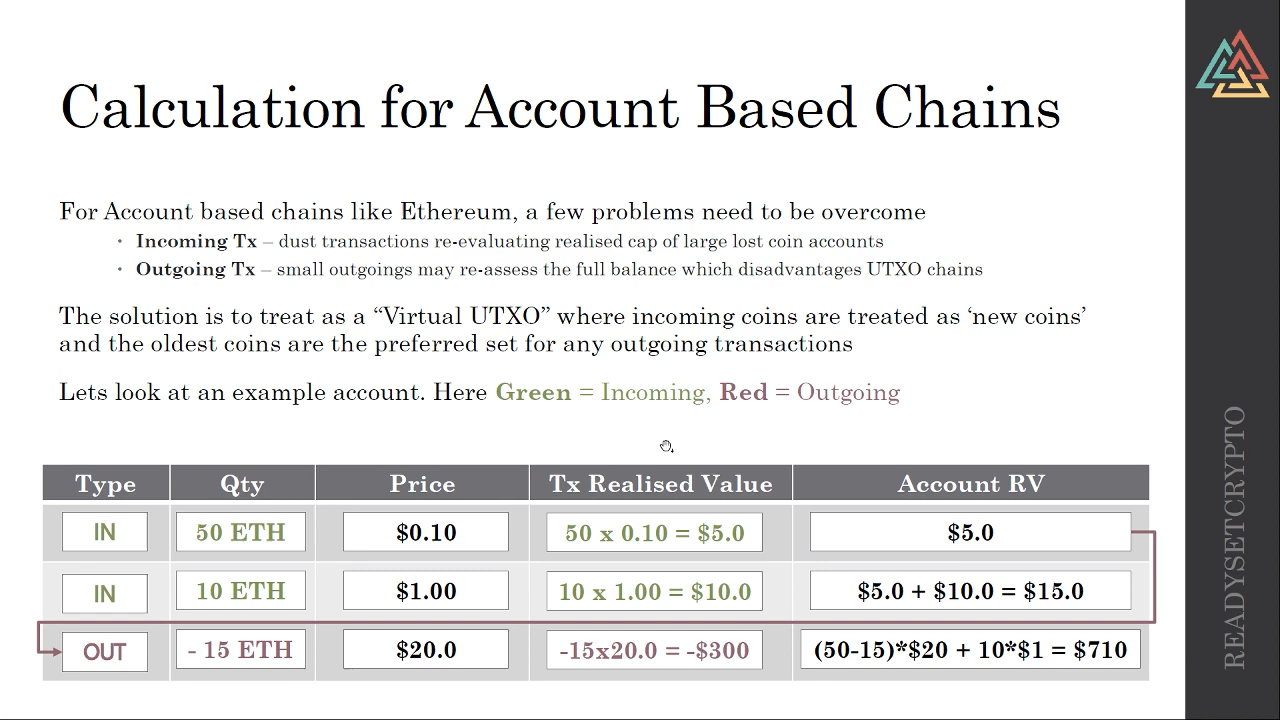 Calculation for Account Based Chains
For Account based chains like Ethereum, a few problems need to be overcome
• Incoming Tx – dust transactions re-evaluating realised cap of large lost coin accounts
• Outgoing Tx – small outgoings may re-assess the full balance which disadvantages UTXO chains
The solution is to treat as a “Virtual UTXO” where incoming coins are treated as ‘new coins’
and the oldest coins are the preferred set for any outgoing transactions
Lets look at an example account. Here Green = Incoming, Red = Outgoing
Type Qty Price Tx Realised Value Account RV
IN 50 ETH $0.10 50 x 0.10 = $5.0 $5.0
IN 10 ETH $1.00 10 x 1.00 = $10.0 $5.0 + $10.0 = $15.0
OUT - 15 ETH $20.0 -15x20.0 = -$300 (50-15)*$20 + 10*$1 = $710
READYSETCRYPTO